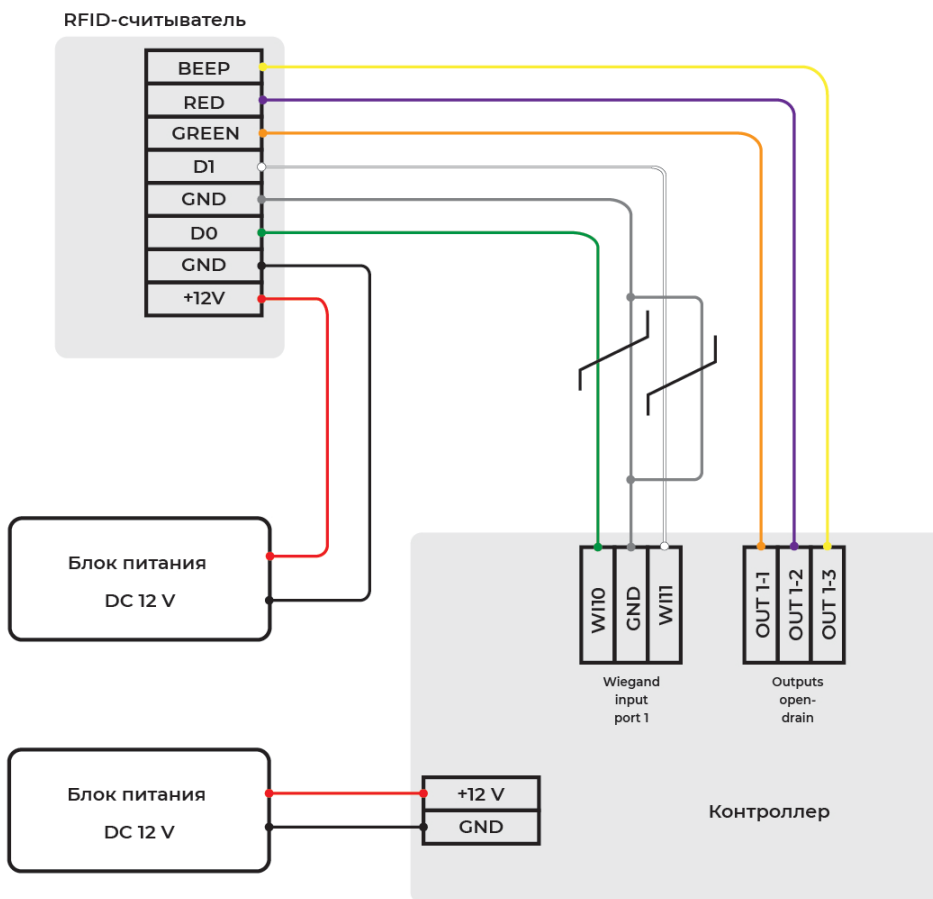 RFID-считыватель
BEEP
RED
GREEN
D1
GND
D0
GND
+12V
Блок питания
DC 12 V
WI10
GND
WI11
OUT 1-1
OUT 1-2
OUT 1-3
Wiegand
input
port 1
Outputs
open-
drain
Блок питания
DC 12 V
+12 V
GND
Контроллер